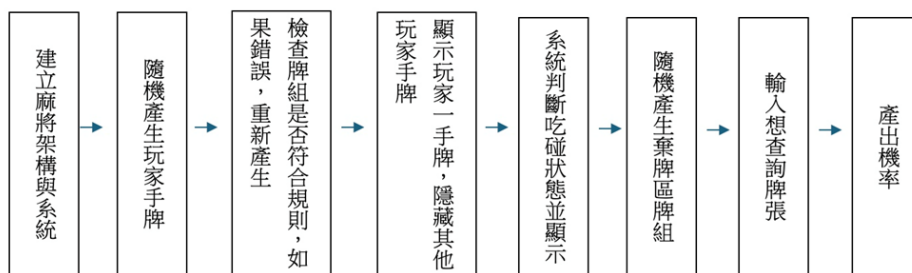 建立麻將架構與系統
隨機產生玩家手牌
檢查牌組是否符合規則，如
果錯誤，重新產生
顯示玩家一手牌，隱藏其他
玩家手牌
系統判斷吃碰狀態並顯示
隨機產生棄牌區牌組
輸入想查詢牌張
產出機率